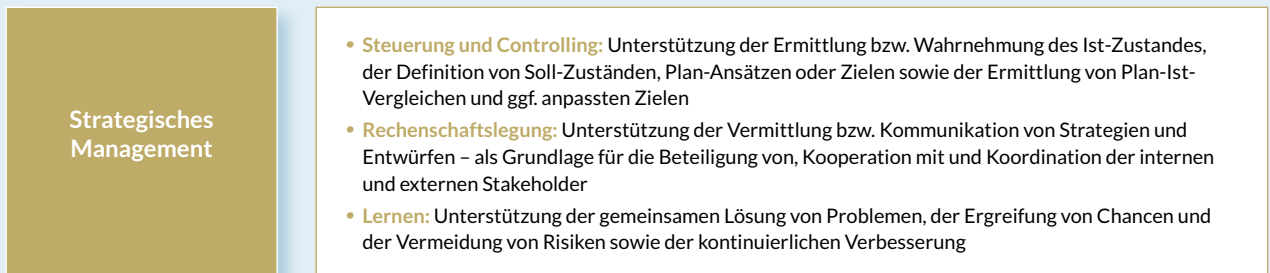 Strategisches
Management
• Steuerung und Controlling: Unterstützung der Ermittlung bzw. Wahrnehmung des Ist-Zustandes,
der Definition von Soll-Zuständen, Plan-Ansätzen oder Zielen sowie der Ermittlung von Plan-Ist-
Vergleichen und ggf. anpassten Zielen
• Rechenschaftslegung: Unterstützung der Vermittlung bzw. Kommunikation von Strategien und
Entwürfen – als Grundlage für die Beteiligung von, Kooperation mit und Koordination der internen
und externen Stakeholder
• Lernen: Unterstützung der gemeinsamen Lösung von Problemen, der Ergreifung von Chancen und
der Vermeidung von Risiken sowie der kontinuierlichen Verbesserung